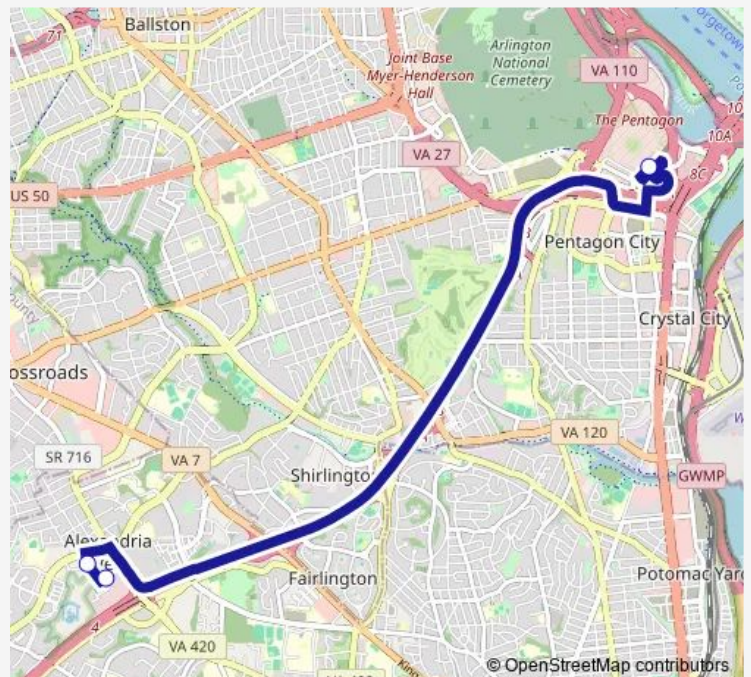 71
Ballston
Joint Base
Myer-Henderson
Hall
Arlington
National
Cemetery
VA 110
The Pentagon
10A
8C
VA 27
US 50
Pentagon City
Crystal City
ossroads
VA 120
SR 716
VA 7
GWMP
Shirlingto
Fairlington
Potomac Yard
4
VA 420
© OpenStreetMap contributors